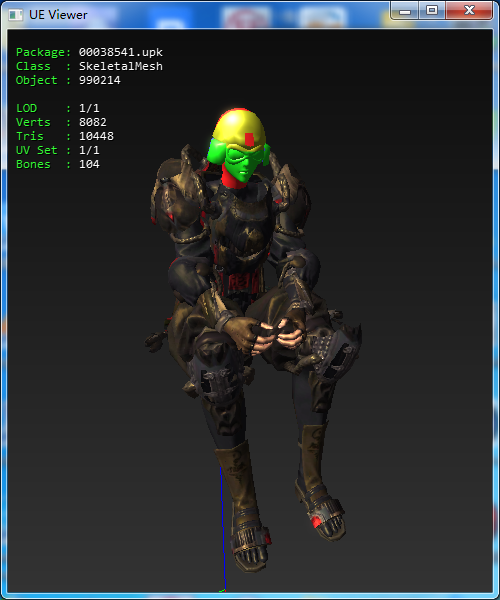 UE Viewer
Package: 00038541.upk
Class : SkeletalMesh
Object : 990214
LOD : 1/1
Verts : 8082
Tris : 10448
UV Set : 1/1
Bones : 104